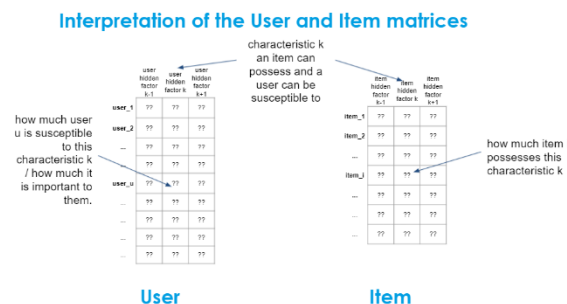 Interpretation of the User and Item matrices
characteristic k
an item can
possess and a
user can be
susceptible to
how much user
u is susceptible
to this
characteristic k
/ how much it
is important to
them.
user hidden factor k-1
user hidden factor k
user hidden factor k+1
user_1 ?? ?? ??
user_2 ?? ?? ??
... ?? ?? ??
... ?? ?? ??
user_u ?? ?? ??
... ?? ?? ??
... ?? ?? ??
... ?? ?? ??
... ?? ?? ??
item hidden factor k-1
item hidden factor k
item hidden factor k+1
item_1 ?? ?? ??
item_2 ?? ?? ??
... ?? ?? ??
item_i ?? ?? ??
... ?? ?? ??
... ?? ?? ??
... ?? ?? ??
how much item
possesses this
characteristic k
User
Item